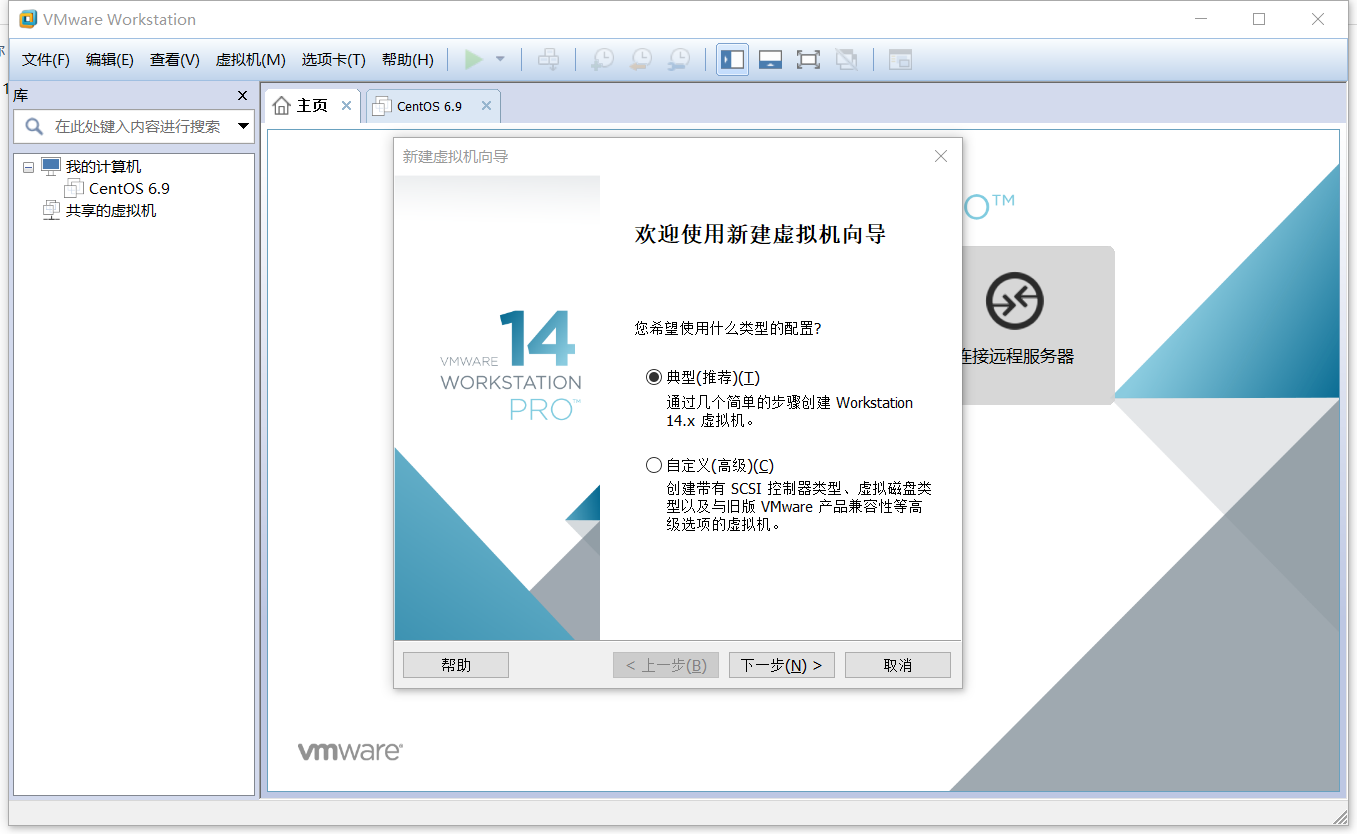 VMware Workstation
文件(F) 编辑(E) 查看(V) 虚拟机(M) 选项卡(T) 帮助(H)
库
在此处键入内容进行搜索
我的计算机
CentOS 6.9
共享的虚拟机
主页
CentOS 6.9
O™
连接远程服务器
新建虚拟机向导
14
VMWARE
WORKSTATION
PRO™
欢迎使用新建虚拟机向导
您希望使用什么类型的配置?
典型(推荐)(T)
通过几个简单的步骤创建 Workstation
14.x 虚拟机。
自定义(高级)(C)
创建带有 SCSI 控制器类型、虚拟磁盘类
型以及与旧版 VMware 产品兼容性等高
级选项的虚拟机。
帮助
< 上一步(B)
下一步(N) >
取消
vmware®